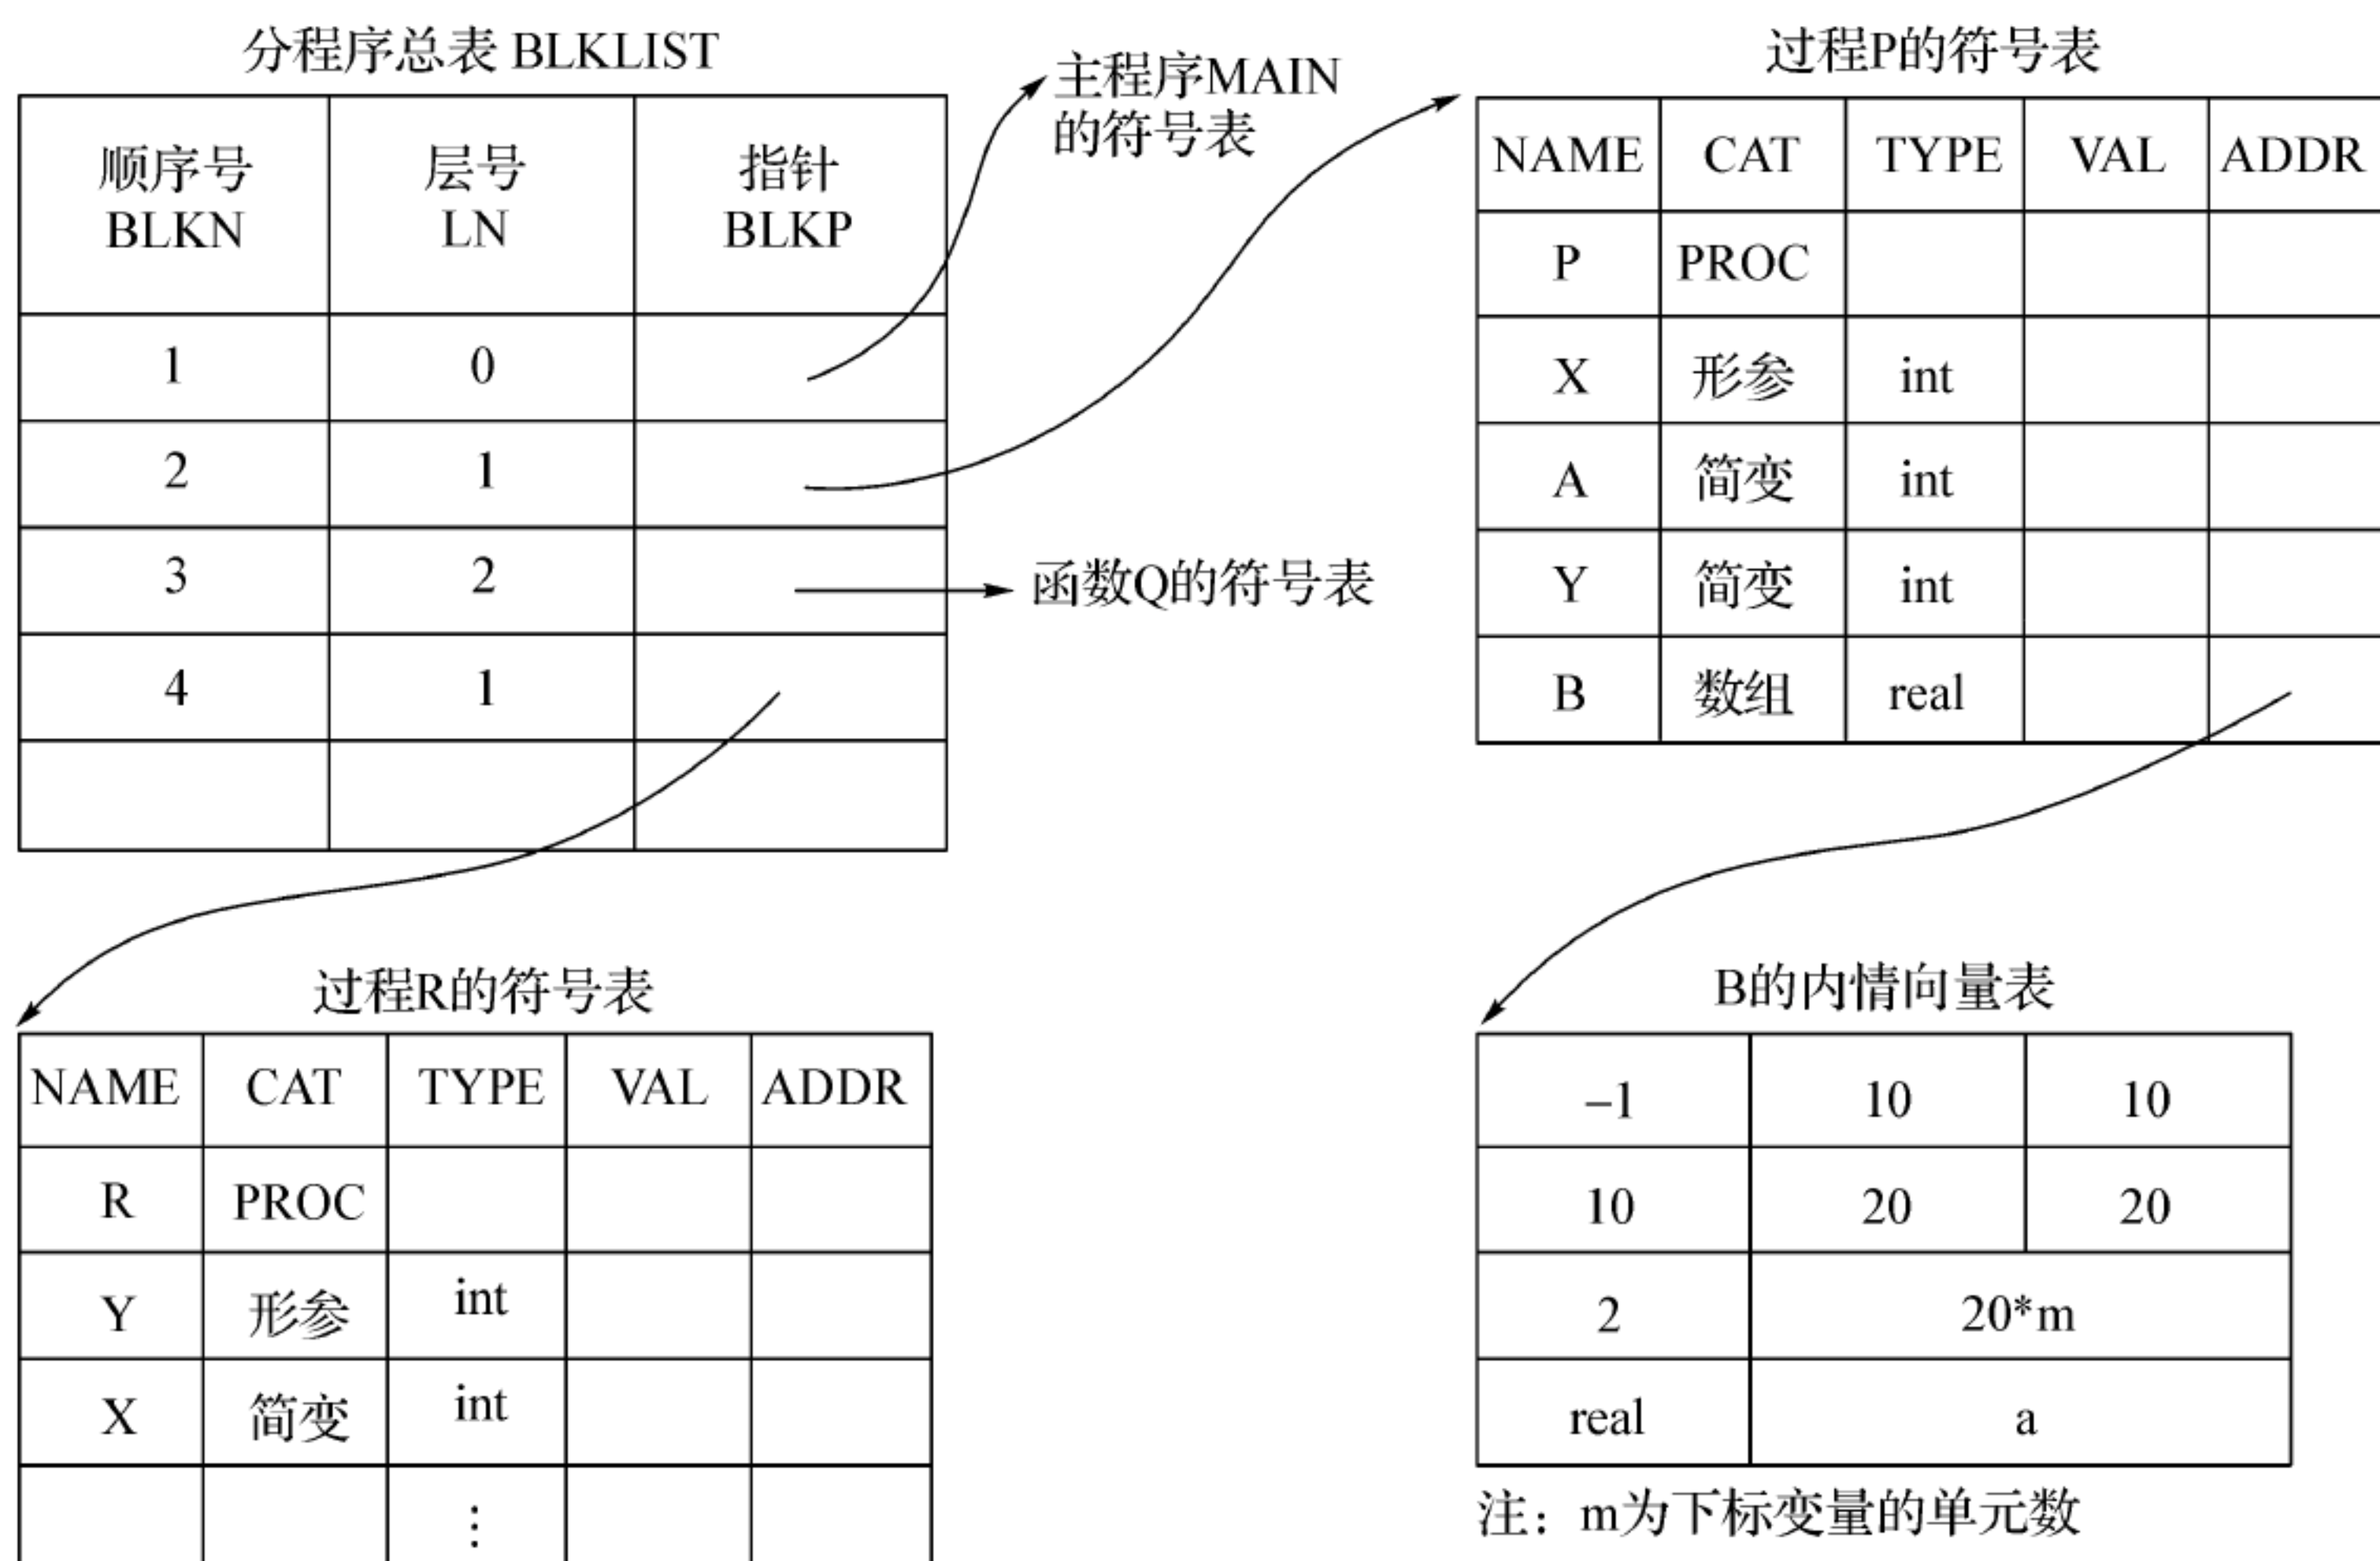 分程序总表 BLKLIST
顺序号 BLKN 层号 LN 指针 BLKP
1 0
2 1
3 2
4 1
主程序MAIN
的符号表
函数Q的符号表
过程P的符号表
NAME CAT TYPE VAL ADDR
P PROC
X 形参 int
A 简变 int
Y 简变 int
B 数组 real
过程R的符号表
NAME CAT TYPE VAL ADDR
R PROC
Y 形参 int
X 简变 int
⋮
B的内情向量表
–1 10 10
10 20 20
2 20*m
real a
注：m为下标变量的单元数